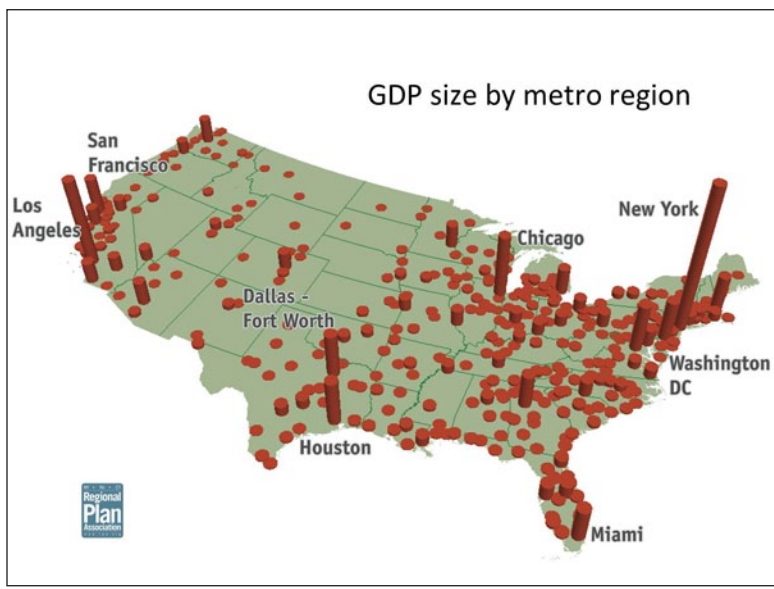 GDP size by metro region
San
Francisco
Los
Angeles
New York
Chicago
Dallas -
Fort Worth
Washington
DC
Houston
Miami
Regional
Plan
Association